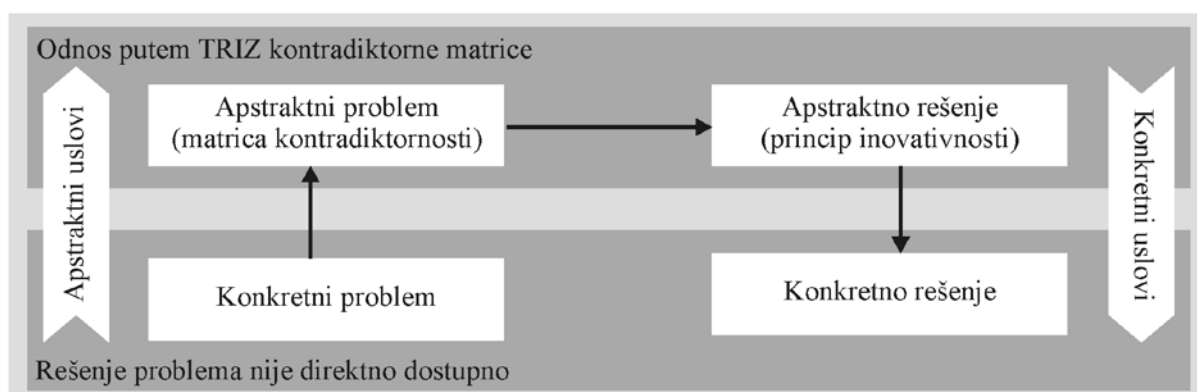 Odnos putem TRIZ kontradiktorne matrice
Apstraktni uslovi
Apstraktni problem
(matrica kontradiktornosti)
Apstraktno rešenje
(princip inovativnosti)
Konkretni uslovi
Konkretni problem
Konkretno rešenje
Rešenje problema nije direktno dostupno